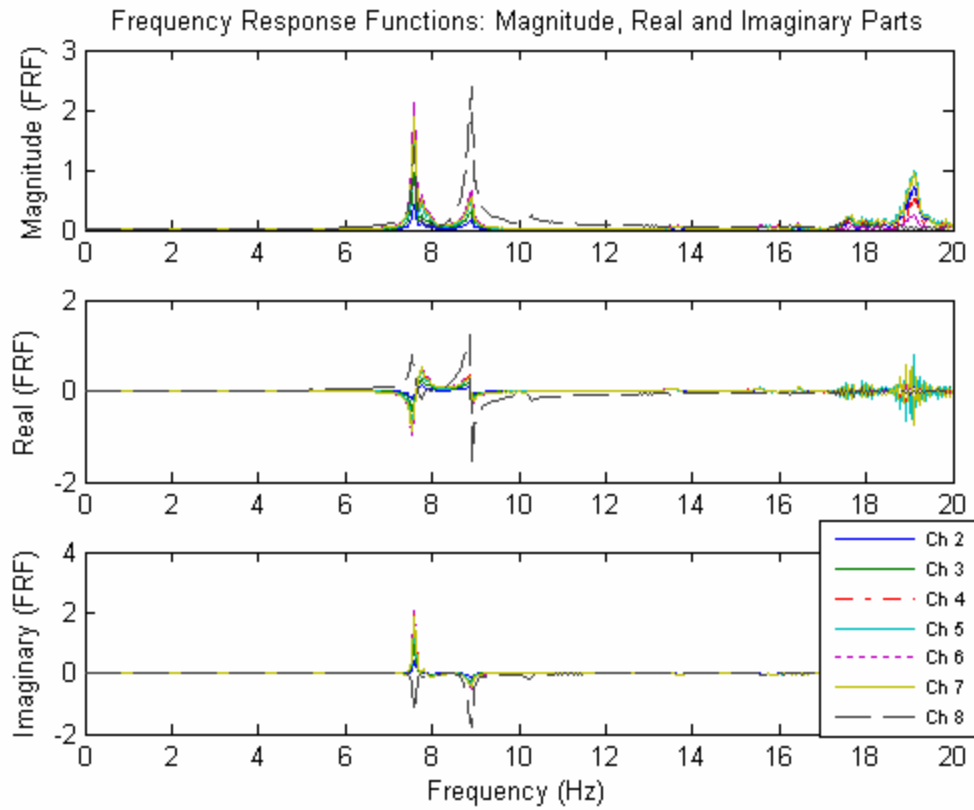 Frequency Response Functions: Magnitude, Real and Imaginary Parts
Magnitude (FRF)
3
2
1
0
0 2 4 6 8 10 12 14 16 18 20
Real (FRF
2
0
-2
0 2 4 6 8 10 12 14 16 18 20
Imaginary (FRF)
4
2
0
-2
0 2 4 6 8 10 12 14 16 18 20
Frequency (Hz)
Ch 2
Ch 3
Ch 4
Ch 5
Ch 6
Ch 7
Ch 8